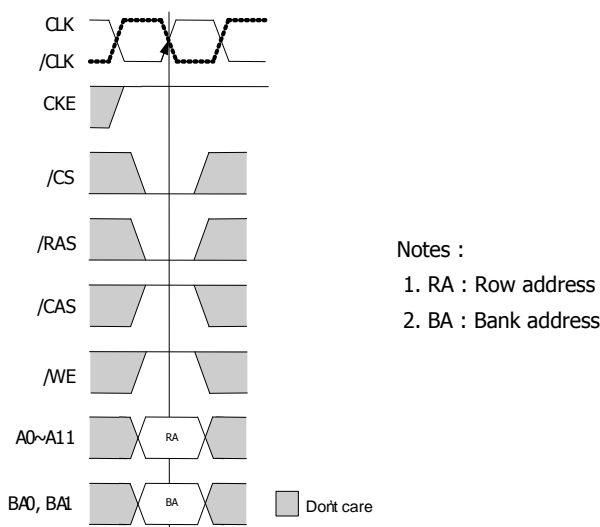 CLK
/CLK
CKE
/CS
/RAS
/CAS
/WE
A0~A11
RA
BA0, BA1
BA
Don't care
Notes :
1. RA : Row address
2. BA : Bank address